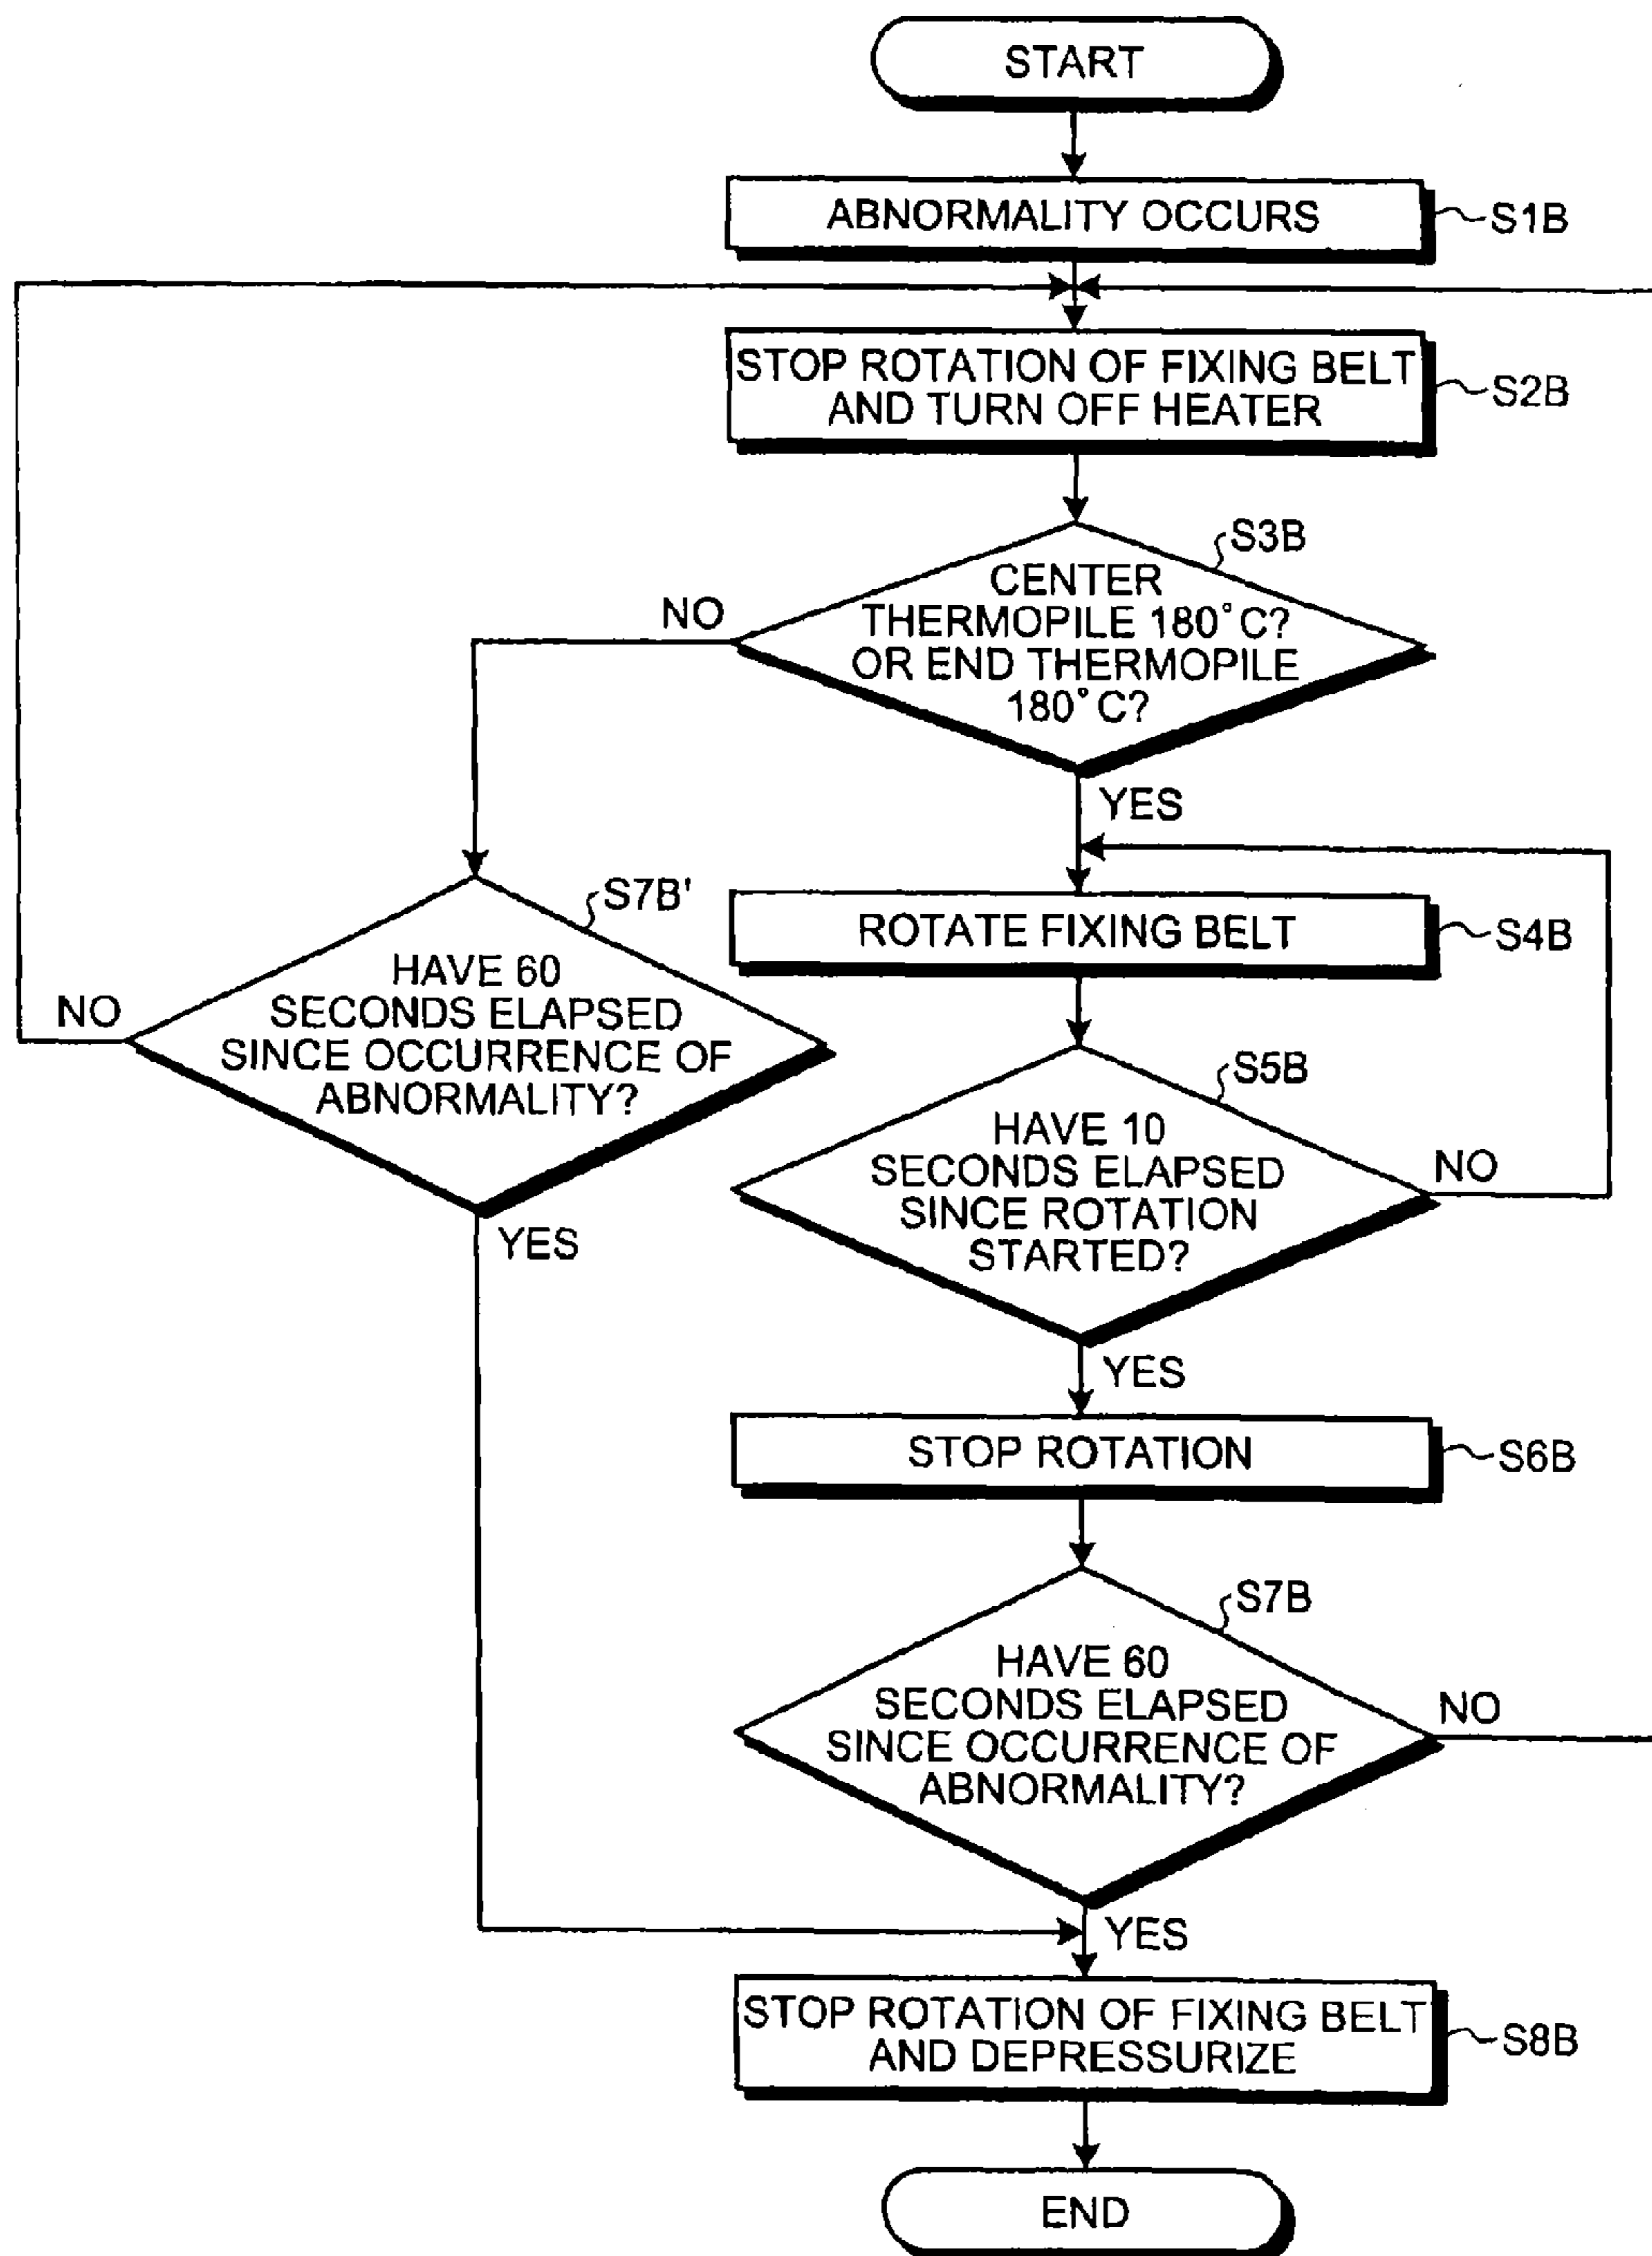 START
ABNORMALITY OCCURS
S1B
STOP ROTATION OF FIXING BELT
AND TURN OFF HEATER
S2B
S3B
CENTER
THERMOPILE 180°C?
OR END THERMOPILE
180°C?
NO
YES
S7B'
HAVE 60
SECONDS ELAPSED
SINCE OCCURRENCE OF
ABNORMALITY?
NO
YES
ROTATE FIXING BELT
S4B
S5B
HAVE 10
SECONDS ELAPSED
SINCE ROTATION
STARTED?
NO
YES
STOP ROTATION
S6B
S7B
HAVE 60
SECONDS ELAPSED
SINCE OCCURRENCE OF
ABNORMALITY?
NO
YES
STOP ROTATION OF FIXING BELT
AND DEPRESSURIZE
S8B
END